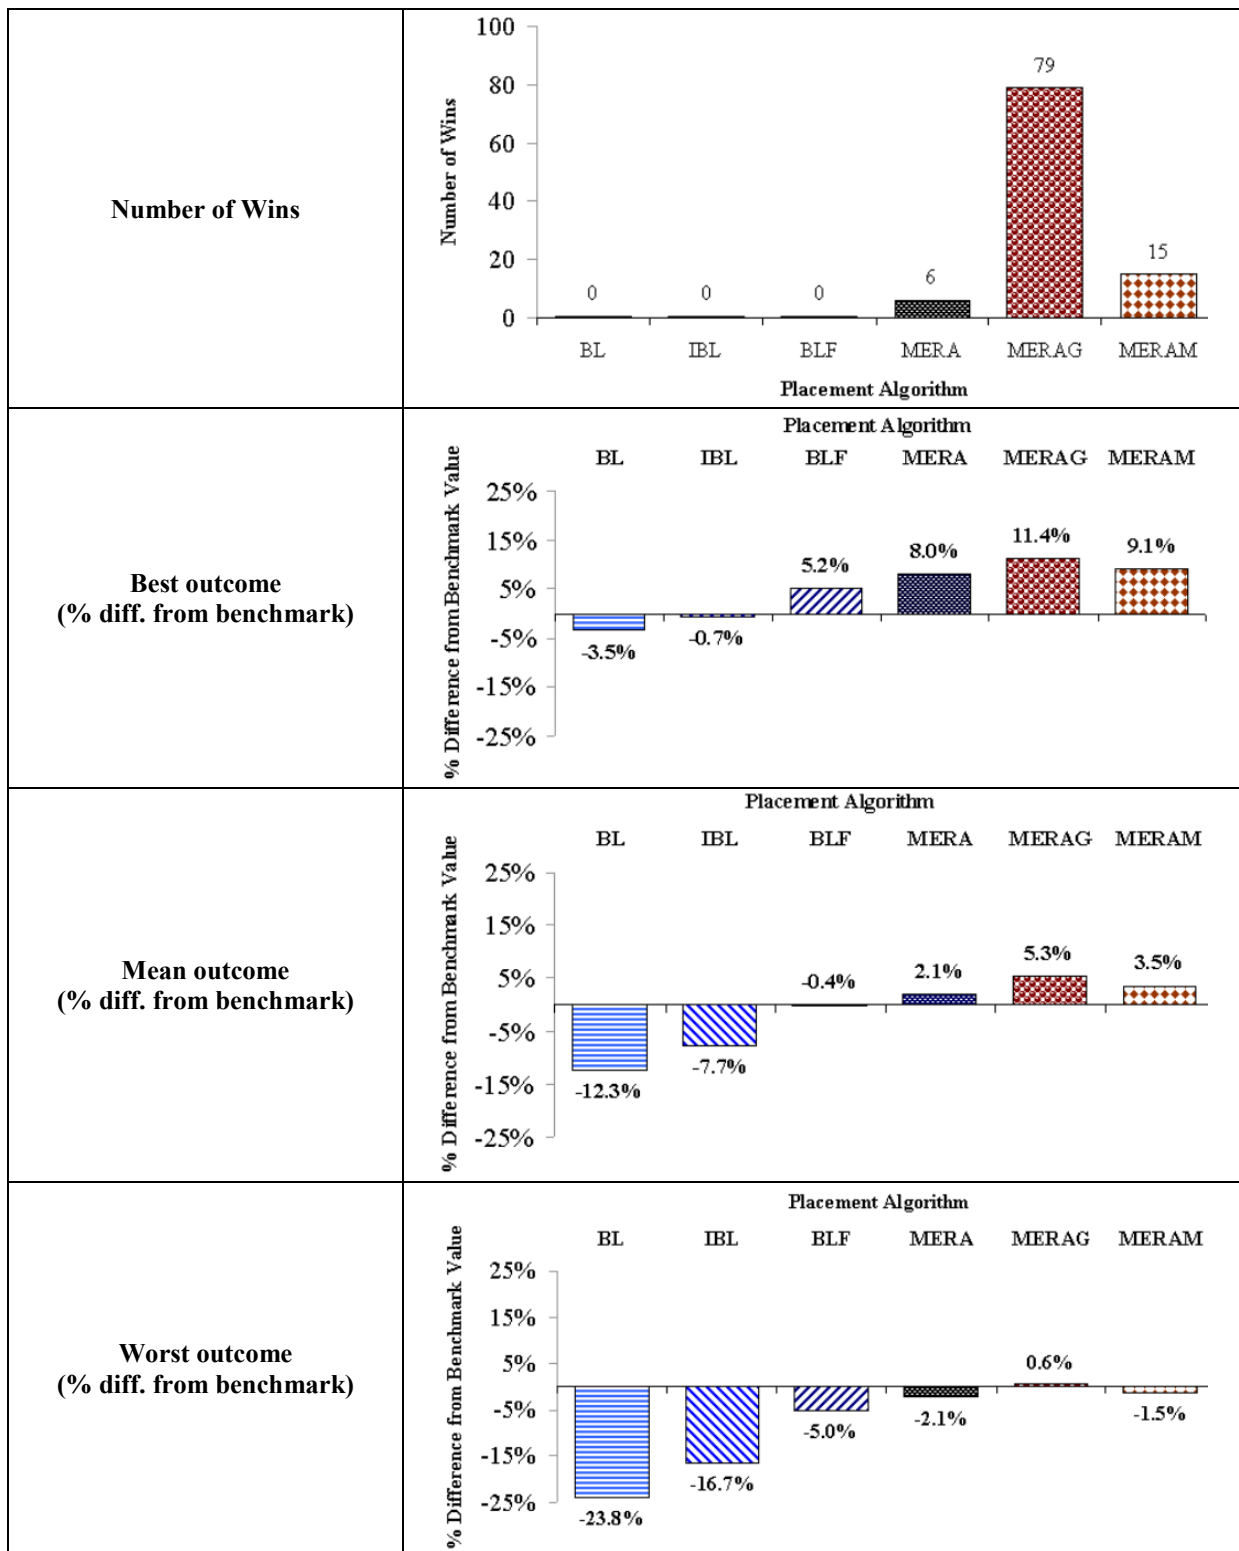 Number of Wins
100
80
60
40
20
0
Number of Wins
0 0 0 6 79 15
BL IBL BLF MERA MERAG MERAM
Placement Algorithm
Best outcome
(% diff. from benchmark)
Placement Algorithm
BL IBL BLF MERA MERAG MERAM
% Difference from Benchmark Value
25%
15%
5%
-5%
-15%
-25%
-3.5% -0.7% 5.2% 8.0% 11.4% 9.1%
Mean outcome
(% diff. from benchmark)
Placement Algorithm
BL IBL BLF MERA MERAG MERAM
% Difference from Benchmark Value
25%
15%
5%
-5%
-15%
-25%
-12.3% -7.7% -0.4% 2.1% 5.3% 3.5%
Worst outcome
(% diff. from benchmark)
Placement Algorithm
BL IBL BLF MERA MERAG MERAM
% Difference from Benchmark Value
25%
15%
5%
-5%
-15%
-25%
-23.8% -16.7% -5.0% -2.1% 0.6% -1.5%